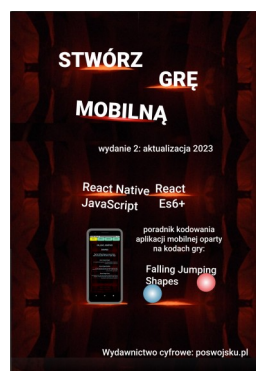 STWÓRZ
GRĘ
MOBILNĄ
wydanie 2: aktualizacja 2023
React Native React
JavaScript Es6+
poradnik kodowania
aplikacji mobilnej oparty
na kodach gry:
Falling Jumping
Shapes
Wydawnictwo cyfrowe: poswojsku.pl